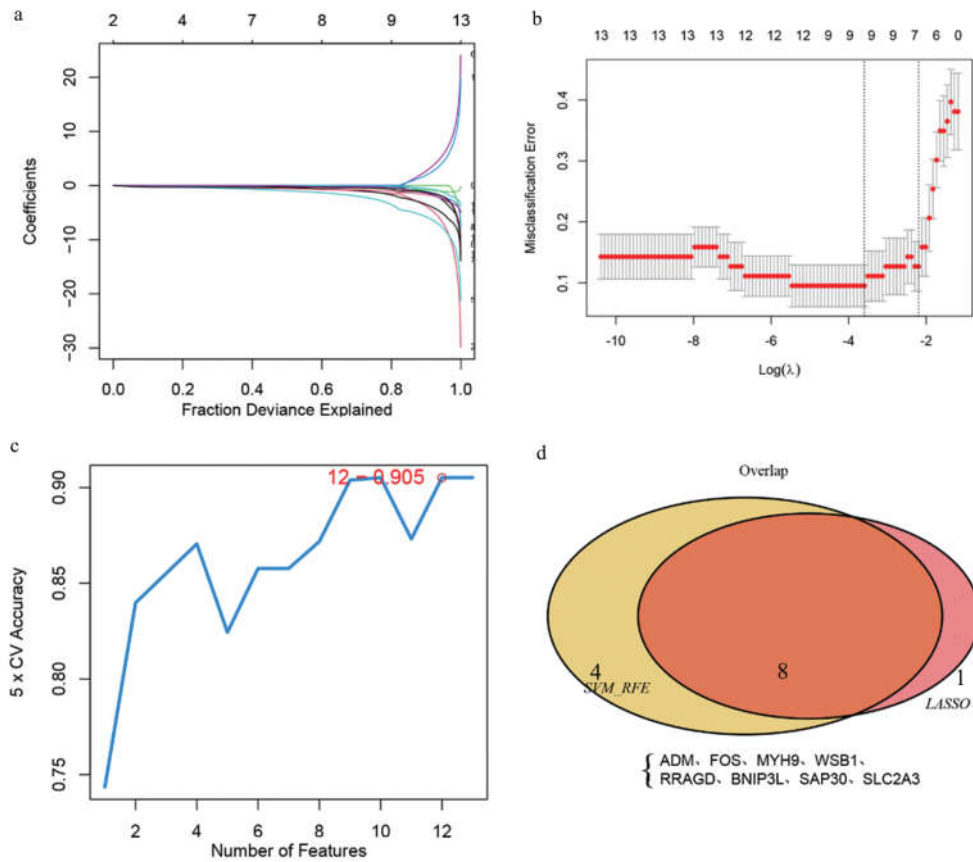 a
2 4 7 9 9 13
20
10
0
−10
−20
−30
Coefficients
0.0 0.2 0.4 0.6 0.8 1.0
Fraction Deviance Explained
b
13 13 13 13 13 12 12 12 9 9 9 9 7 6 0
0.4
0.3
0.2
0.1
Misclassification Error
-10 -8 -6 -4 -2
Log(λ)
c
12 − 0.905
0.90
0.85
0.80
0.75
5 x CV Accuracy
2 4 6 8 10 12
Number of Features
d
Overlap
4 8 1
SVM_RFE
LASSO
{ ADM、FOS、MYH9、WSB1、
RRAGD、BNIP3L、SAP30、SLC2A3